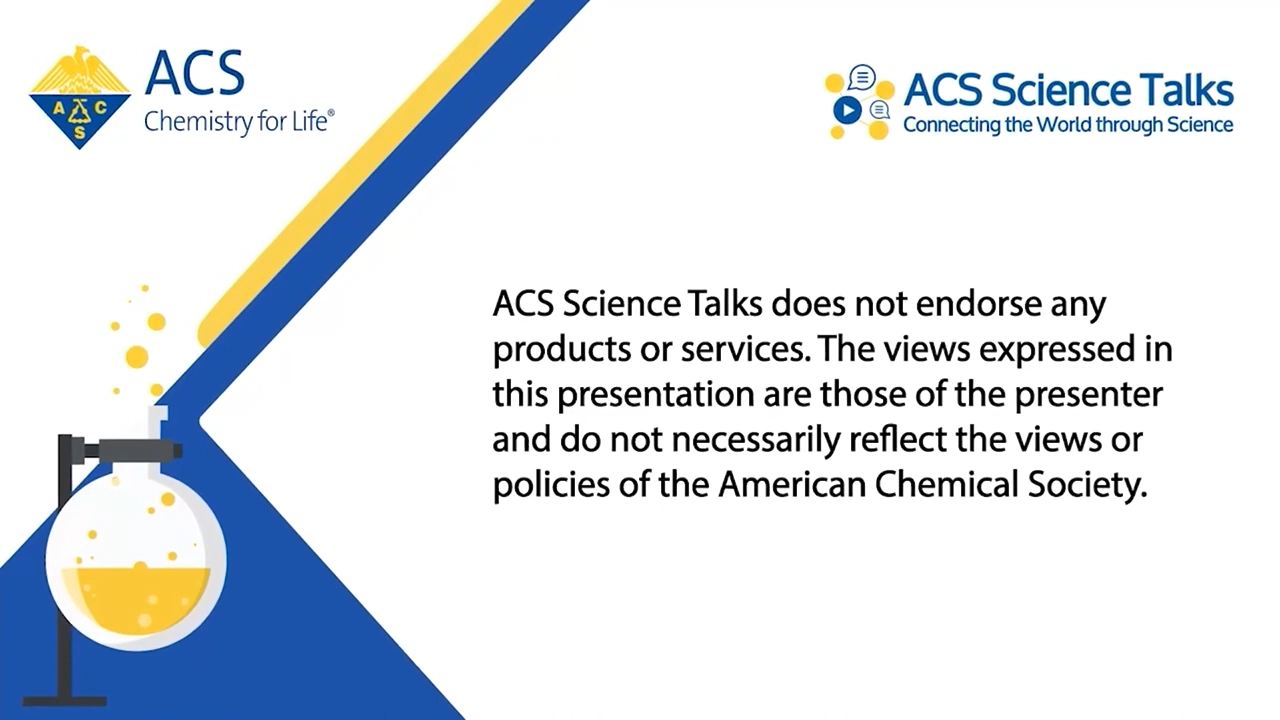 ACS
Chemistry for Life®
A C
S
ACS Science Talks
Connecting the World through Science
ACS Science Talks does not endorse any
products or services. The views expressed in
this presentation are those of the presenter
and do not necessarily reflect the views or
policies of the American Chemical Society.